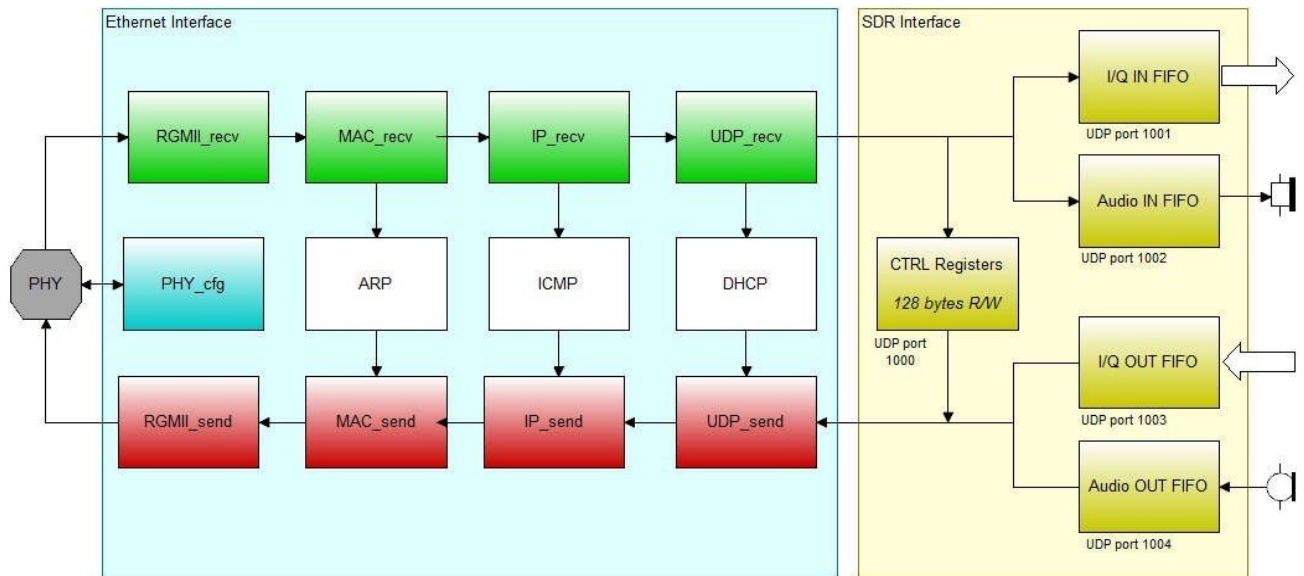 Ethernet Interface
SDR Interface
I/Q IN FIFO
UDP port 1001
RGMII_recv
MAC_recv
IP_recv
UDP_recv
Audio IN FIFO
UDP port 1002
PHY
PHY_cfg
ARP
ICMP
DHCP
CTRL Registers
128 bytes R/W
UDP port
1000
I/Q OUT FIFO
UDP port 1003
RGMII_send
MAC_send
IP_send
UDP_send
Audio OUT FIFO
UDP port 1004